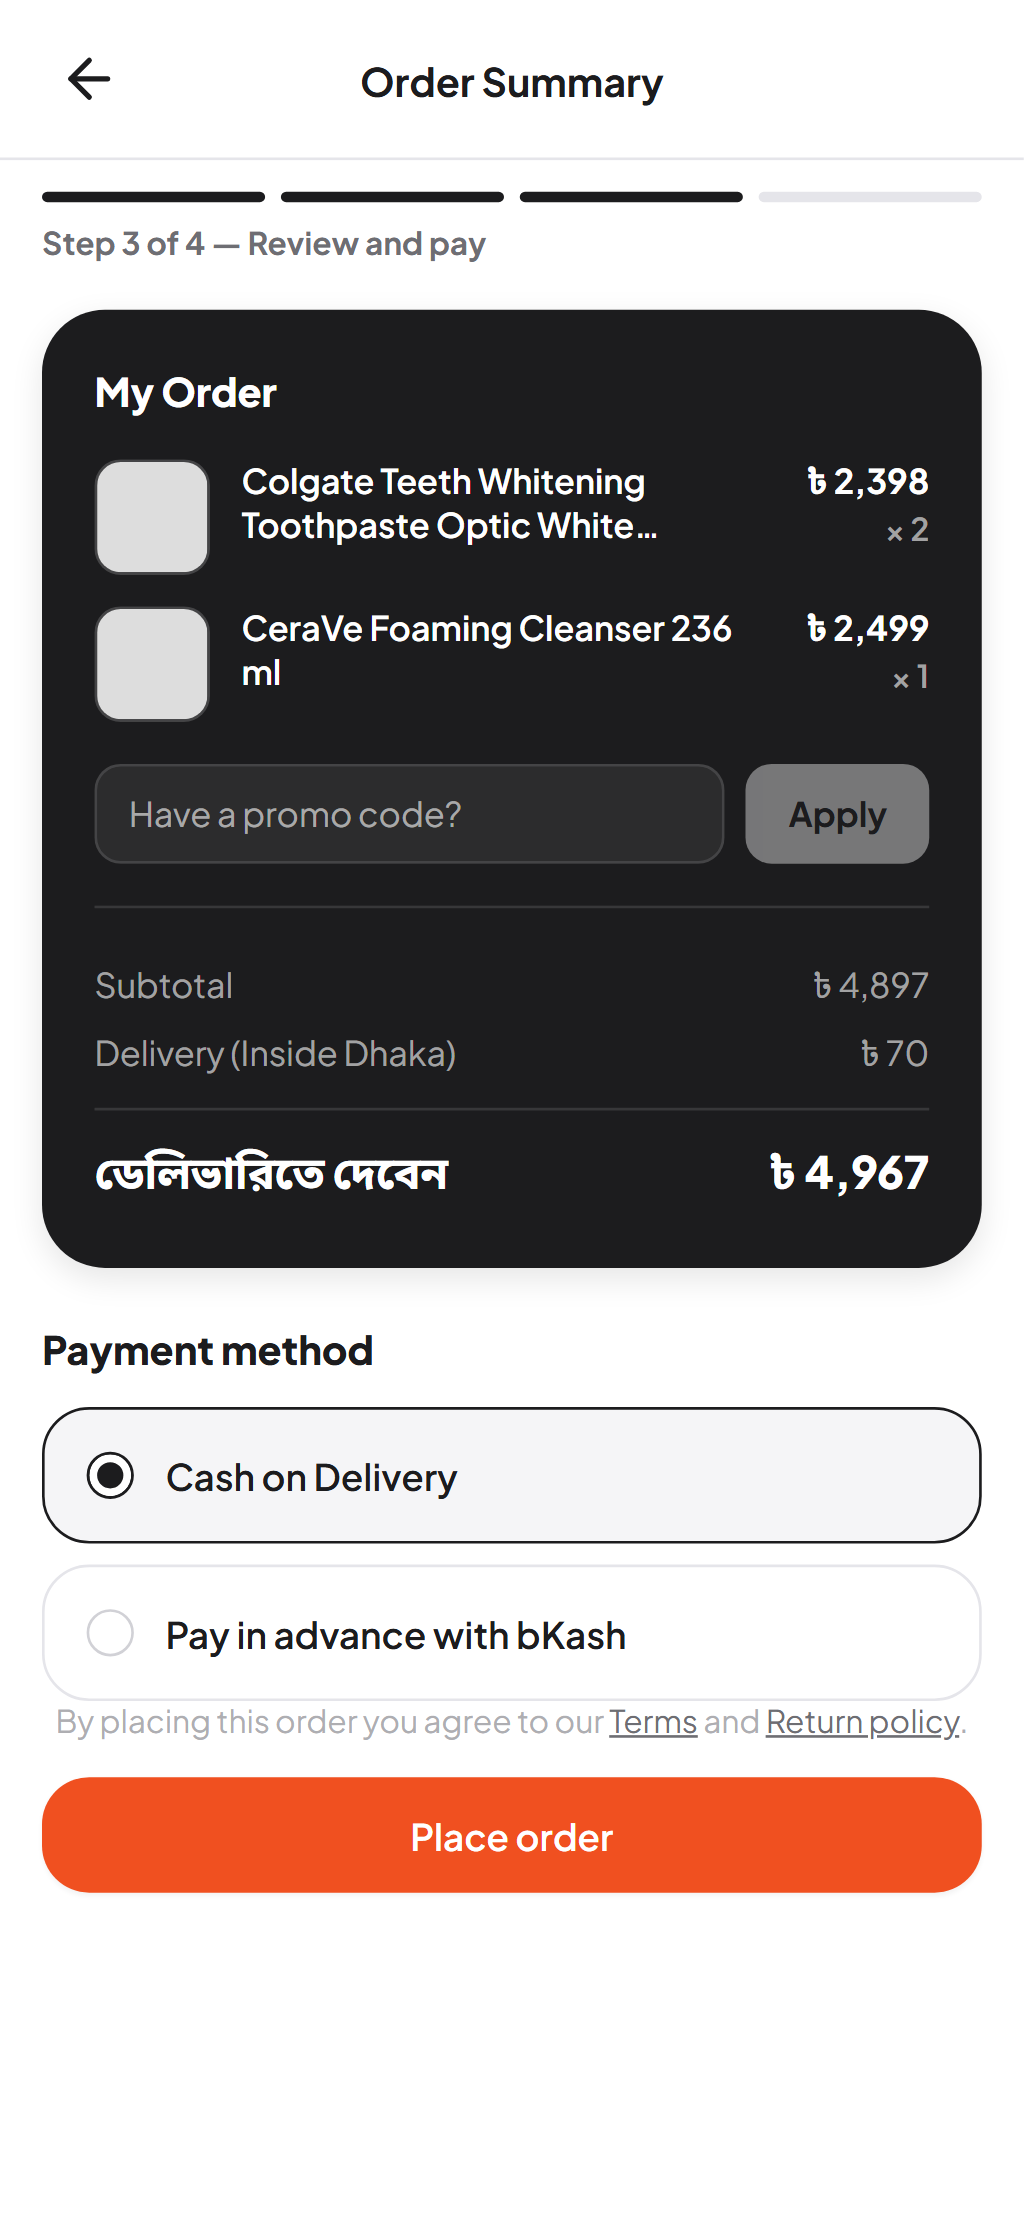 Order Summary
Step 3 of 4 — Review and pay
My Order
Colgate Teeth Whitening
Toothpaste Optic White...
৳ 2,398
× 2
CeraVe Foaming Cleanser 236
ml
৳ 2,499
× 1
Have a promo code?
Apply
Subtotal
৳ 4,897
Delivery (Inside Dhaka)
৳ 70
ডেলিভারিতে দেবেন
৳ 4,967
Payment method
Cash on Delivery
Pay in advance with bKash
By placing this order you agree to our Terms and Return policy.
Place order